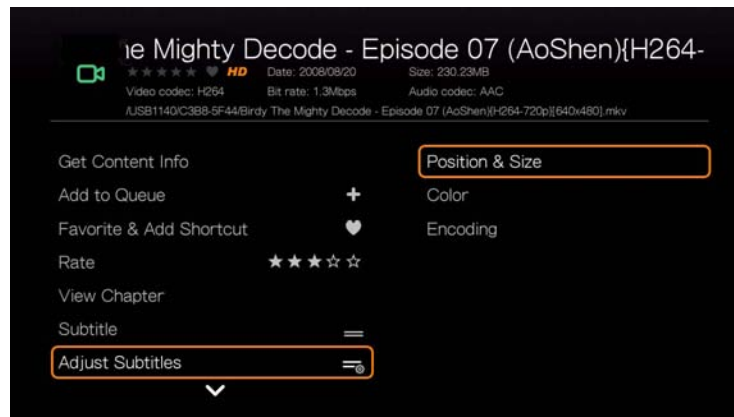 ne Mighty Decode - Episode 07 (AoShen){H264-
HD Date: 2008/08/20 Size: 230.23MB
Video codec: H264 Bit rate: 1.3Mbps Audio codec: AAC
/USB1140/C3B8-5F44/Birdy The Mighty Decode - Episode 07 (AoShen){H264-720p}[640x480].mkv
Get Content Info
Add to Queue
Favorite & Add Shortcut
Rate
View Chapter
Subtitle
Adjust Subtitles
Position & Size
Color
Encoding